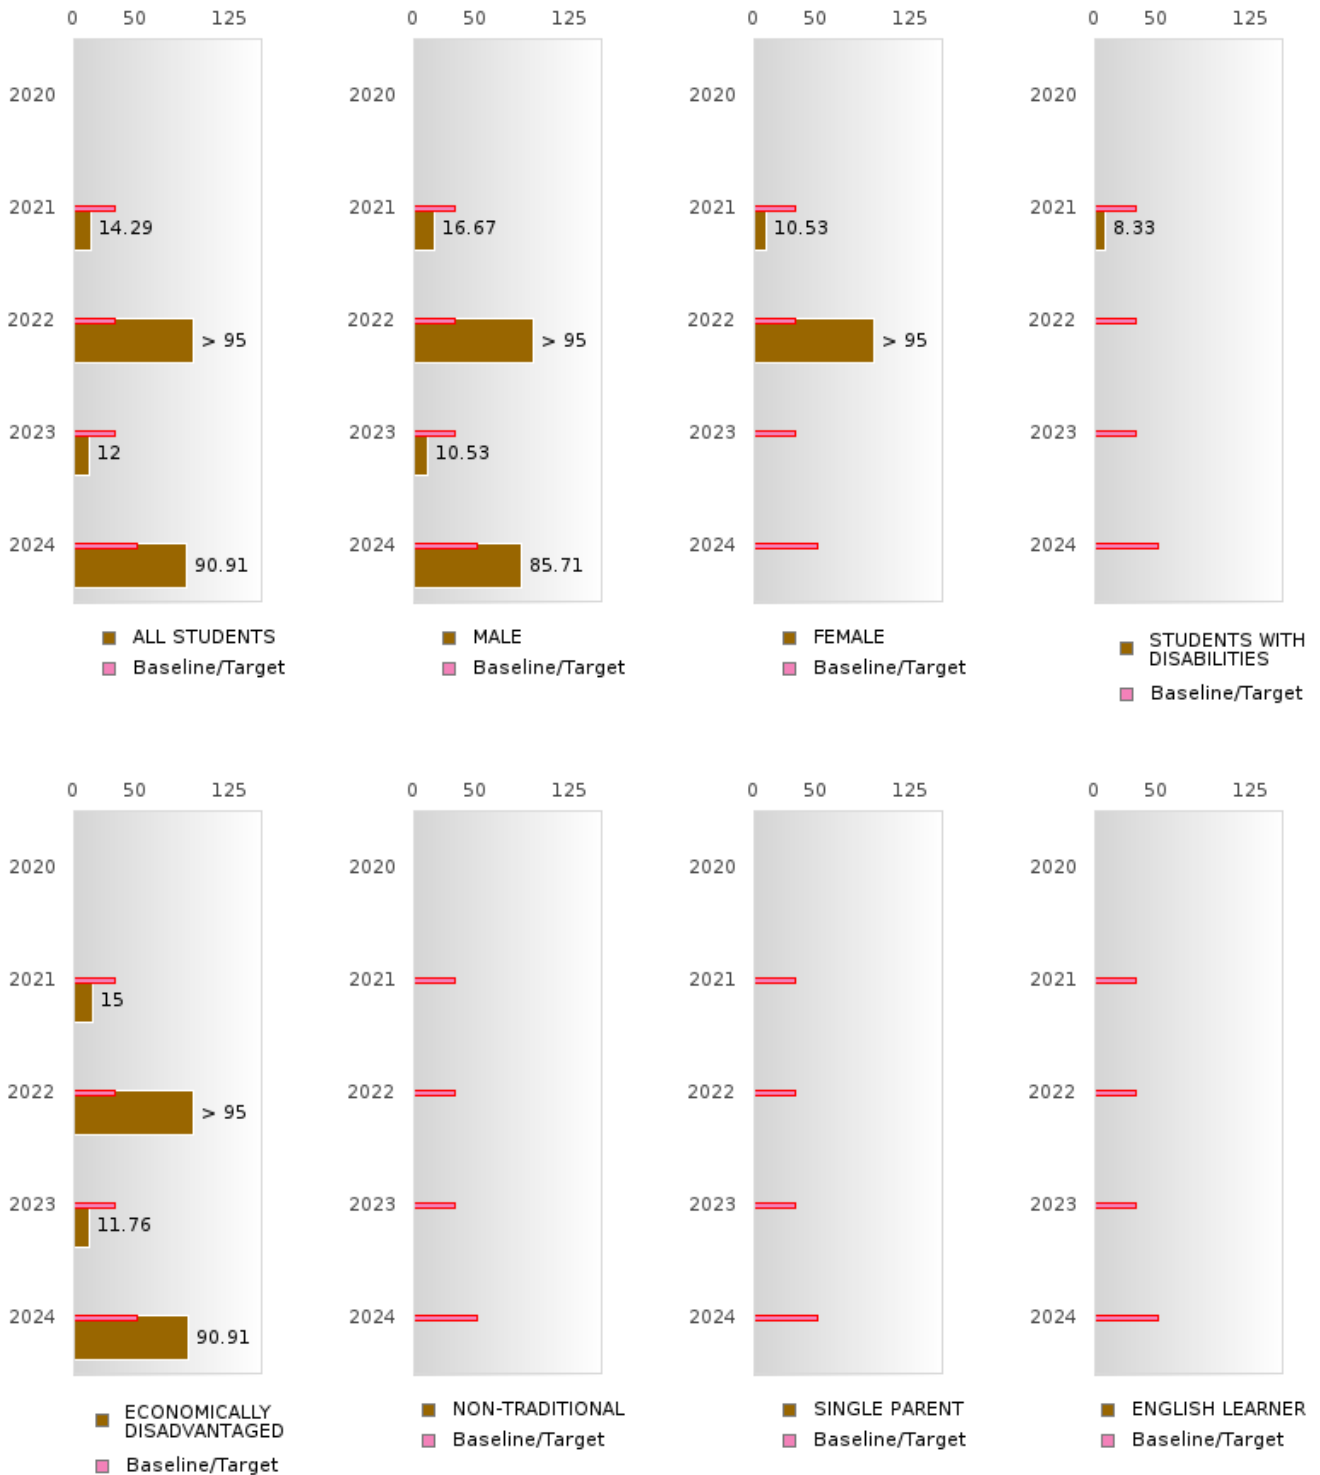 0 50 125
2020
2021
14.29
2022
> 95
2023
12
2024
90.91
ALL STUDENTS
Baseline/Target
0 50 125
2020
2021
16.67
2022
> 95
2023
10.53
2024
85.71
MALE
Baseline/Target
0 50 125
2020
2021
10.53
2022
> 95
2023
2024
FEMALE
Baseline/Target
0 50 125
2020
2021
8.33
2022
2023
2024
STUDENTS WITH
DISABILITIES
Baseline/Target
0 50 125
2020
2021
15
2022
> 95
2023
11.76
2024
90.91
ECONOMICALLY
DISADVANTAGED
Baseline/Target
0 50 125
2020
2021
2022
2023
2024
NON-TRADITIONAL
Baseline/Target
0 50 125
2020
2021
2022
2023
2024
SINGLE PARENT
Baseline/Target
0 50 125
2020
2021
2022
2023
2024
ENGLISH LEARNER
Baseline/Target